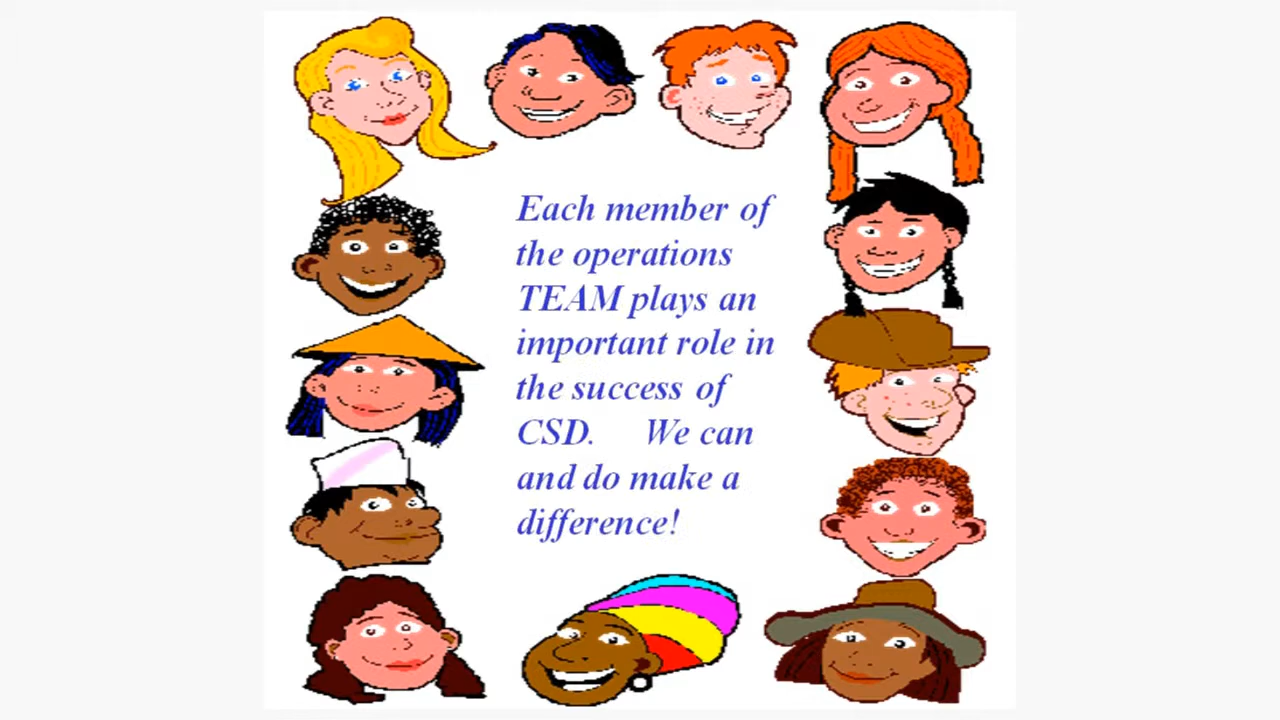 Each member of
the operations
TEAM plays an
important role in
the success of
CSD. We can
and do make a
difference!